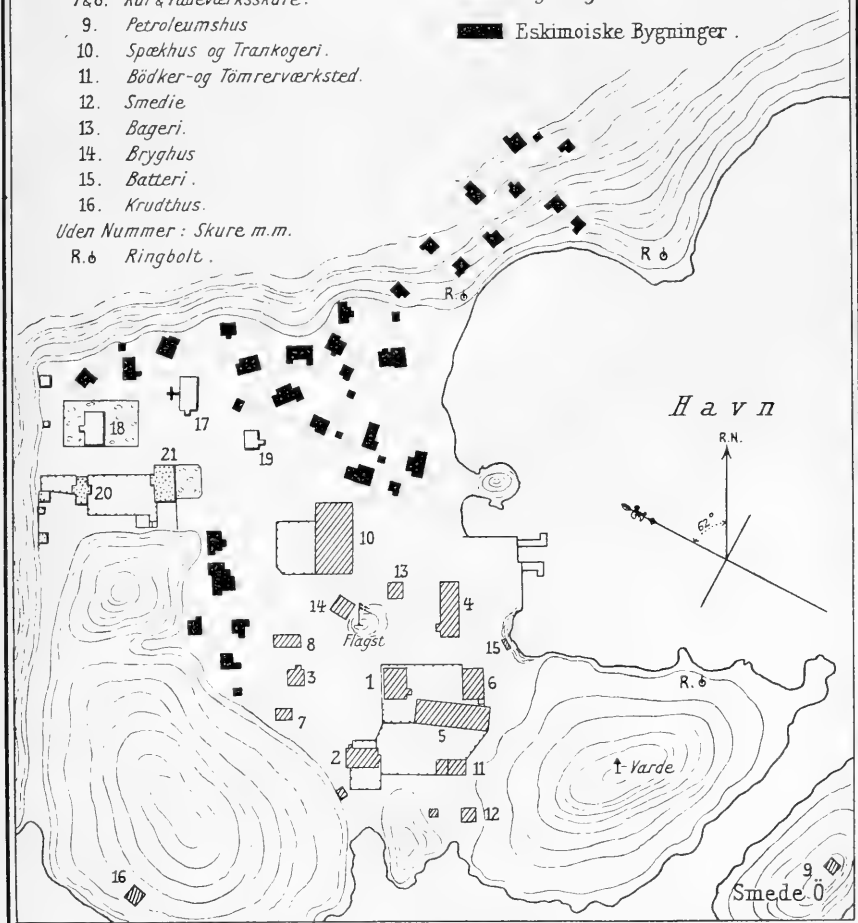 9. Petroleumshus
10. Spækhus og Trankogeri.
11. Bödker-og Tömrerværksted.
12. Smedie
13. Bageri.
14. Bryghus
15. Batteri.
16. Krudthus.
Uden Nummer: Skure m.m.
R. Ringbolt.
Eskimoiske Bygninger.
R
R.
Havn
R.N.
62°
18
17
19
21
20
10
13
4
14
Flagst
15
8
3
1
6
R.
7
5
2
11
Varde
12
16
9
Smede Ö